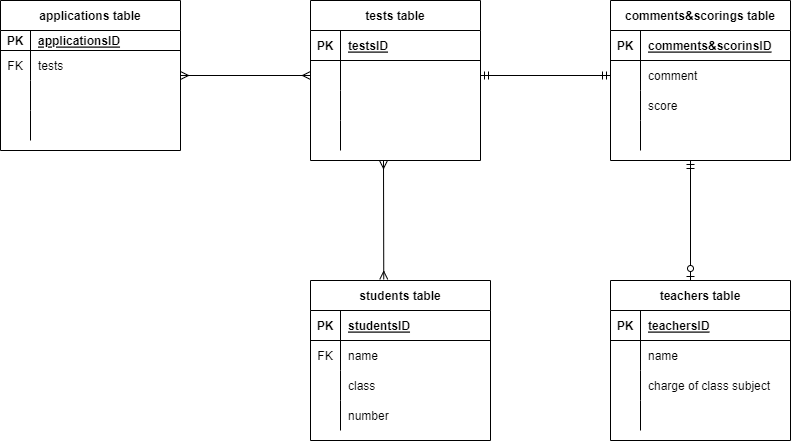 applications table
PK applicationsID
FK tests
tests table
PK testsID
comments&scorings table
PK comments&scorinsID
comment
score
students table
PK studentsID
FK name
class
number
teachers table
PK teachersID
name
charge of class subject